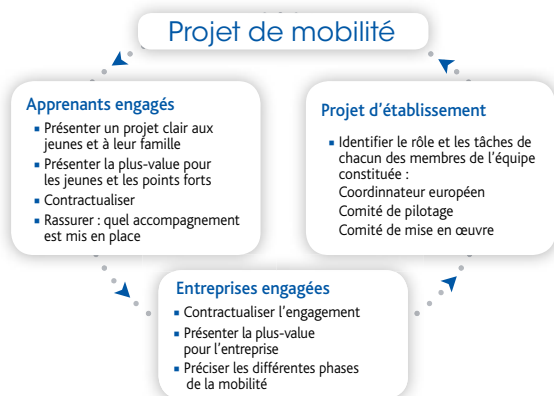 Projet de mobilité
Apprenants engagés
▪ Présenter un projet clair aux
jeunes et à leur famille
▪ Présenter la plus-value pour
les jeunes et les points forts
▪ Contractualiser
▪ Rassurer : quel accompagnement
est mis en place
Projet d’établissement
▪ Identifier le rôle et les tâches de
chacun des membres de l’équipe
constituée :
Coordinnateur européen
Comité de pilotage
Comité de mise en œuvre
Entreprises engagées
▪ Contractualiser l’engagement
▪ Présenter la plus-value
pour l’entreprise
▪ Préciser les différentes phases
de la mobilité